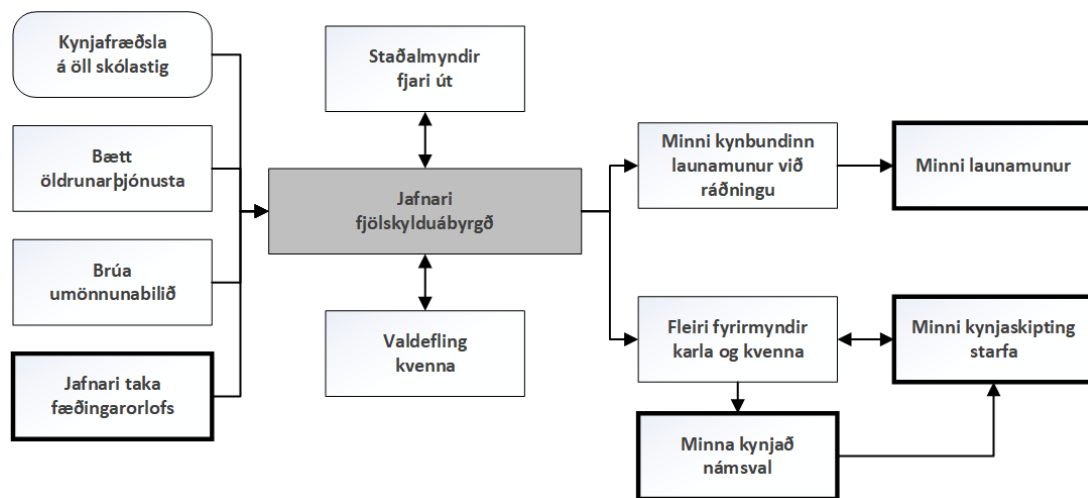 Kynjafræðsla
á öll skólastig
Bætt
öldrunarþjónusta
Brúa
umönnunabilið
Jafnari taka
fæðingarorlofs
Staðalmyndir
fjari út
Jafnari
fjölskylduábyrgð
Valdefling
kvenna
Minni kynbundinn
launamunur við
ráðningu
Minni launamunur
Fleiri fyrirmyndir
karla og kvenna
Minni kynjaskipting
starfa
Minna kynjað
námsval